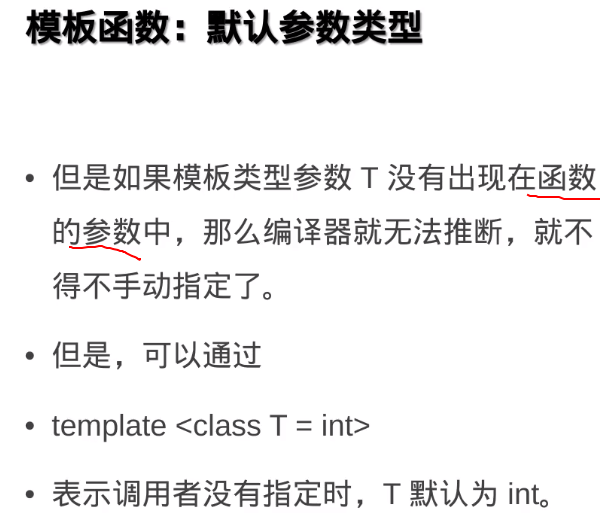 模板函数：默认参数类型
• 但是如果模板类型参数 T 没有出现在函数
的参数中，那么编译器就无法推断，就不
得不手动指定了。
• 但是，可以通过
• template <class T = int>
• 表示调用者没有指定时，T 默认为 int。